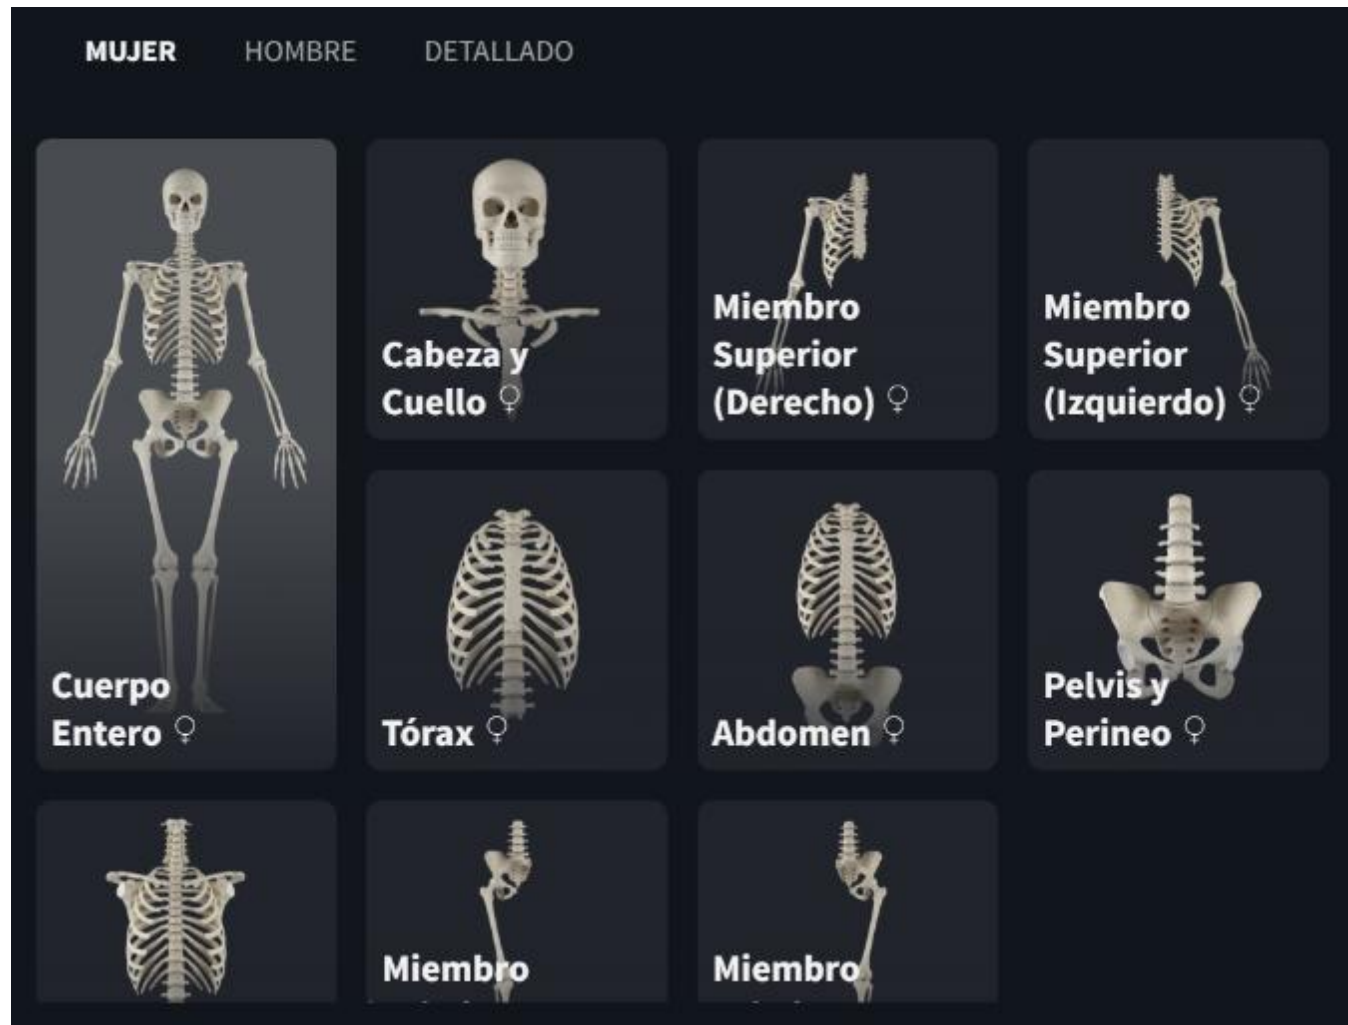 MUJER HOMBRE DETALLADO
Cabeza y
Cuello ♀
Miembro
Superior
(Derecho) ♀
Miembro
Superior
(Izquierdo) ♀
Cuerpo
Entero ♀
Tórax ♀
Abdomen ♀
Pelvis y
Perineo ♀
Miembro
Miembro